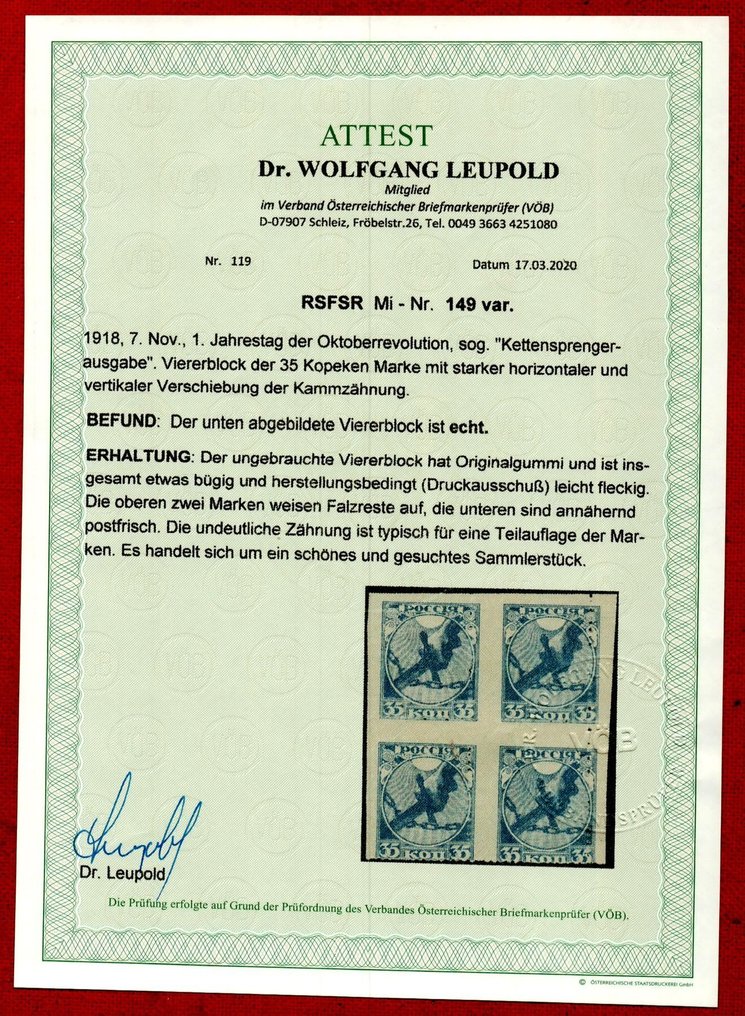 ATTEST
Dr. WOLFGANG LEUPOLD
Mitglied
im Verband Österreichischer Briefmarkenprüfer (VÖB)
D-07907 Schleiz, Fröbelstr.26, Tel. 0049 3663 4251080
Nr. 119
Datum 17.03.2020
RSFSR Mi - Nr. 149 var.
1918, 7. Nov., 1. Jahrestag der Oktoberrevolution, sog. "Kettensprenger-
ausgabe". Viererblock der 35 Kopeken Marke mit starker horizontaler und
vertikaler Verschiebung der Kammzähnung.
BEFUND: Der unten abgebildete Viererblock ist echt.
ERHALTUNG: Der ungebrauchte Viererblock hat Originalgummi und ist ins-
gesamt etwas bügig und herstellungsbedingt (Druckausschuß) leicht fleckig.
Die oberen zwei Marken weisen Falzreste auf, die unteren sind annähernd
postfrisch. Die undeutliche Zähnung ist typisch für eine Teilauflage der Mar-
ken. Es handelt sich um ein schönes und gesuchtes Sammlerstück.
РОССІЯ РОССІЯ
35 КОП 35 35 КОП 35
РОССІЯ РОССІЯ
35 КОП 35 35 КОП 35
VÖB
Dr. Leupold
Die Prüfung erfolgte auf Grund der Prüfordnung des Verbandes Österreichischer Briefmarkenprüfer (VÖB).
© ÖSTERREICHISCHE STAATSDRUCKEREI GmbH